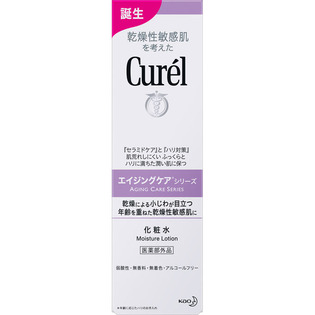 誕生
乾燥性敏感肌
を考えた
Curél
『セラミドケア』と『ハリ対策』
肌荒れしにくい ふっくらと
ハリに満ちた潤い肌に保つ
エイジングケア*シリーズ
AGING CARE SERIES
乾燥による小じわが目立つ
年齢を重ねた乾燥性敏感肌に
化粧水
Moisture Lotion
医薬部外品
弱酸性・無香料・無着色・アルコールフリー
Kao